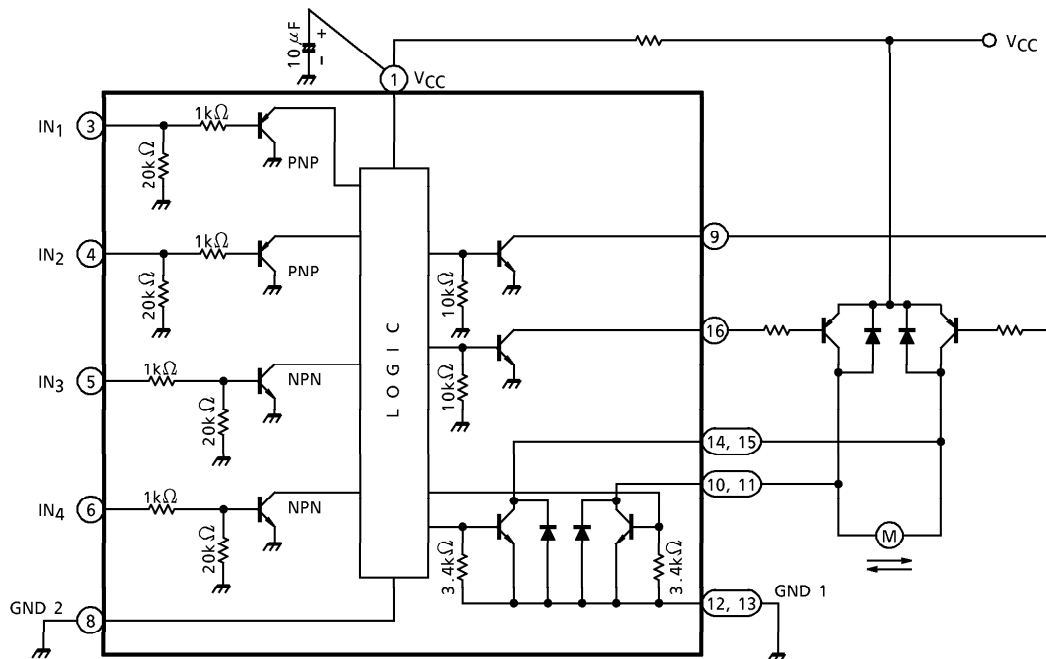 10 µF
+
-
1
VCC
VCC
IN1
3
1kΩ
20kΩ
PNP
IN2
4
1kΩ
20kΩ
PNP
10kΩ
9
LOGIC
16
IN3
5
1kΩ
20kΩ
NPN
10kΩ
14, 15
10, 11
IN4
6
1kΩ
20kΩ
NPN
3.4kΩ
3.4kΩ
M
GND 2
8
12, 13
GND 1